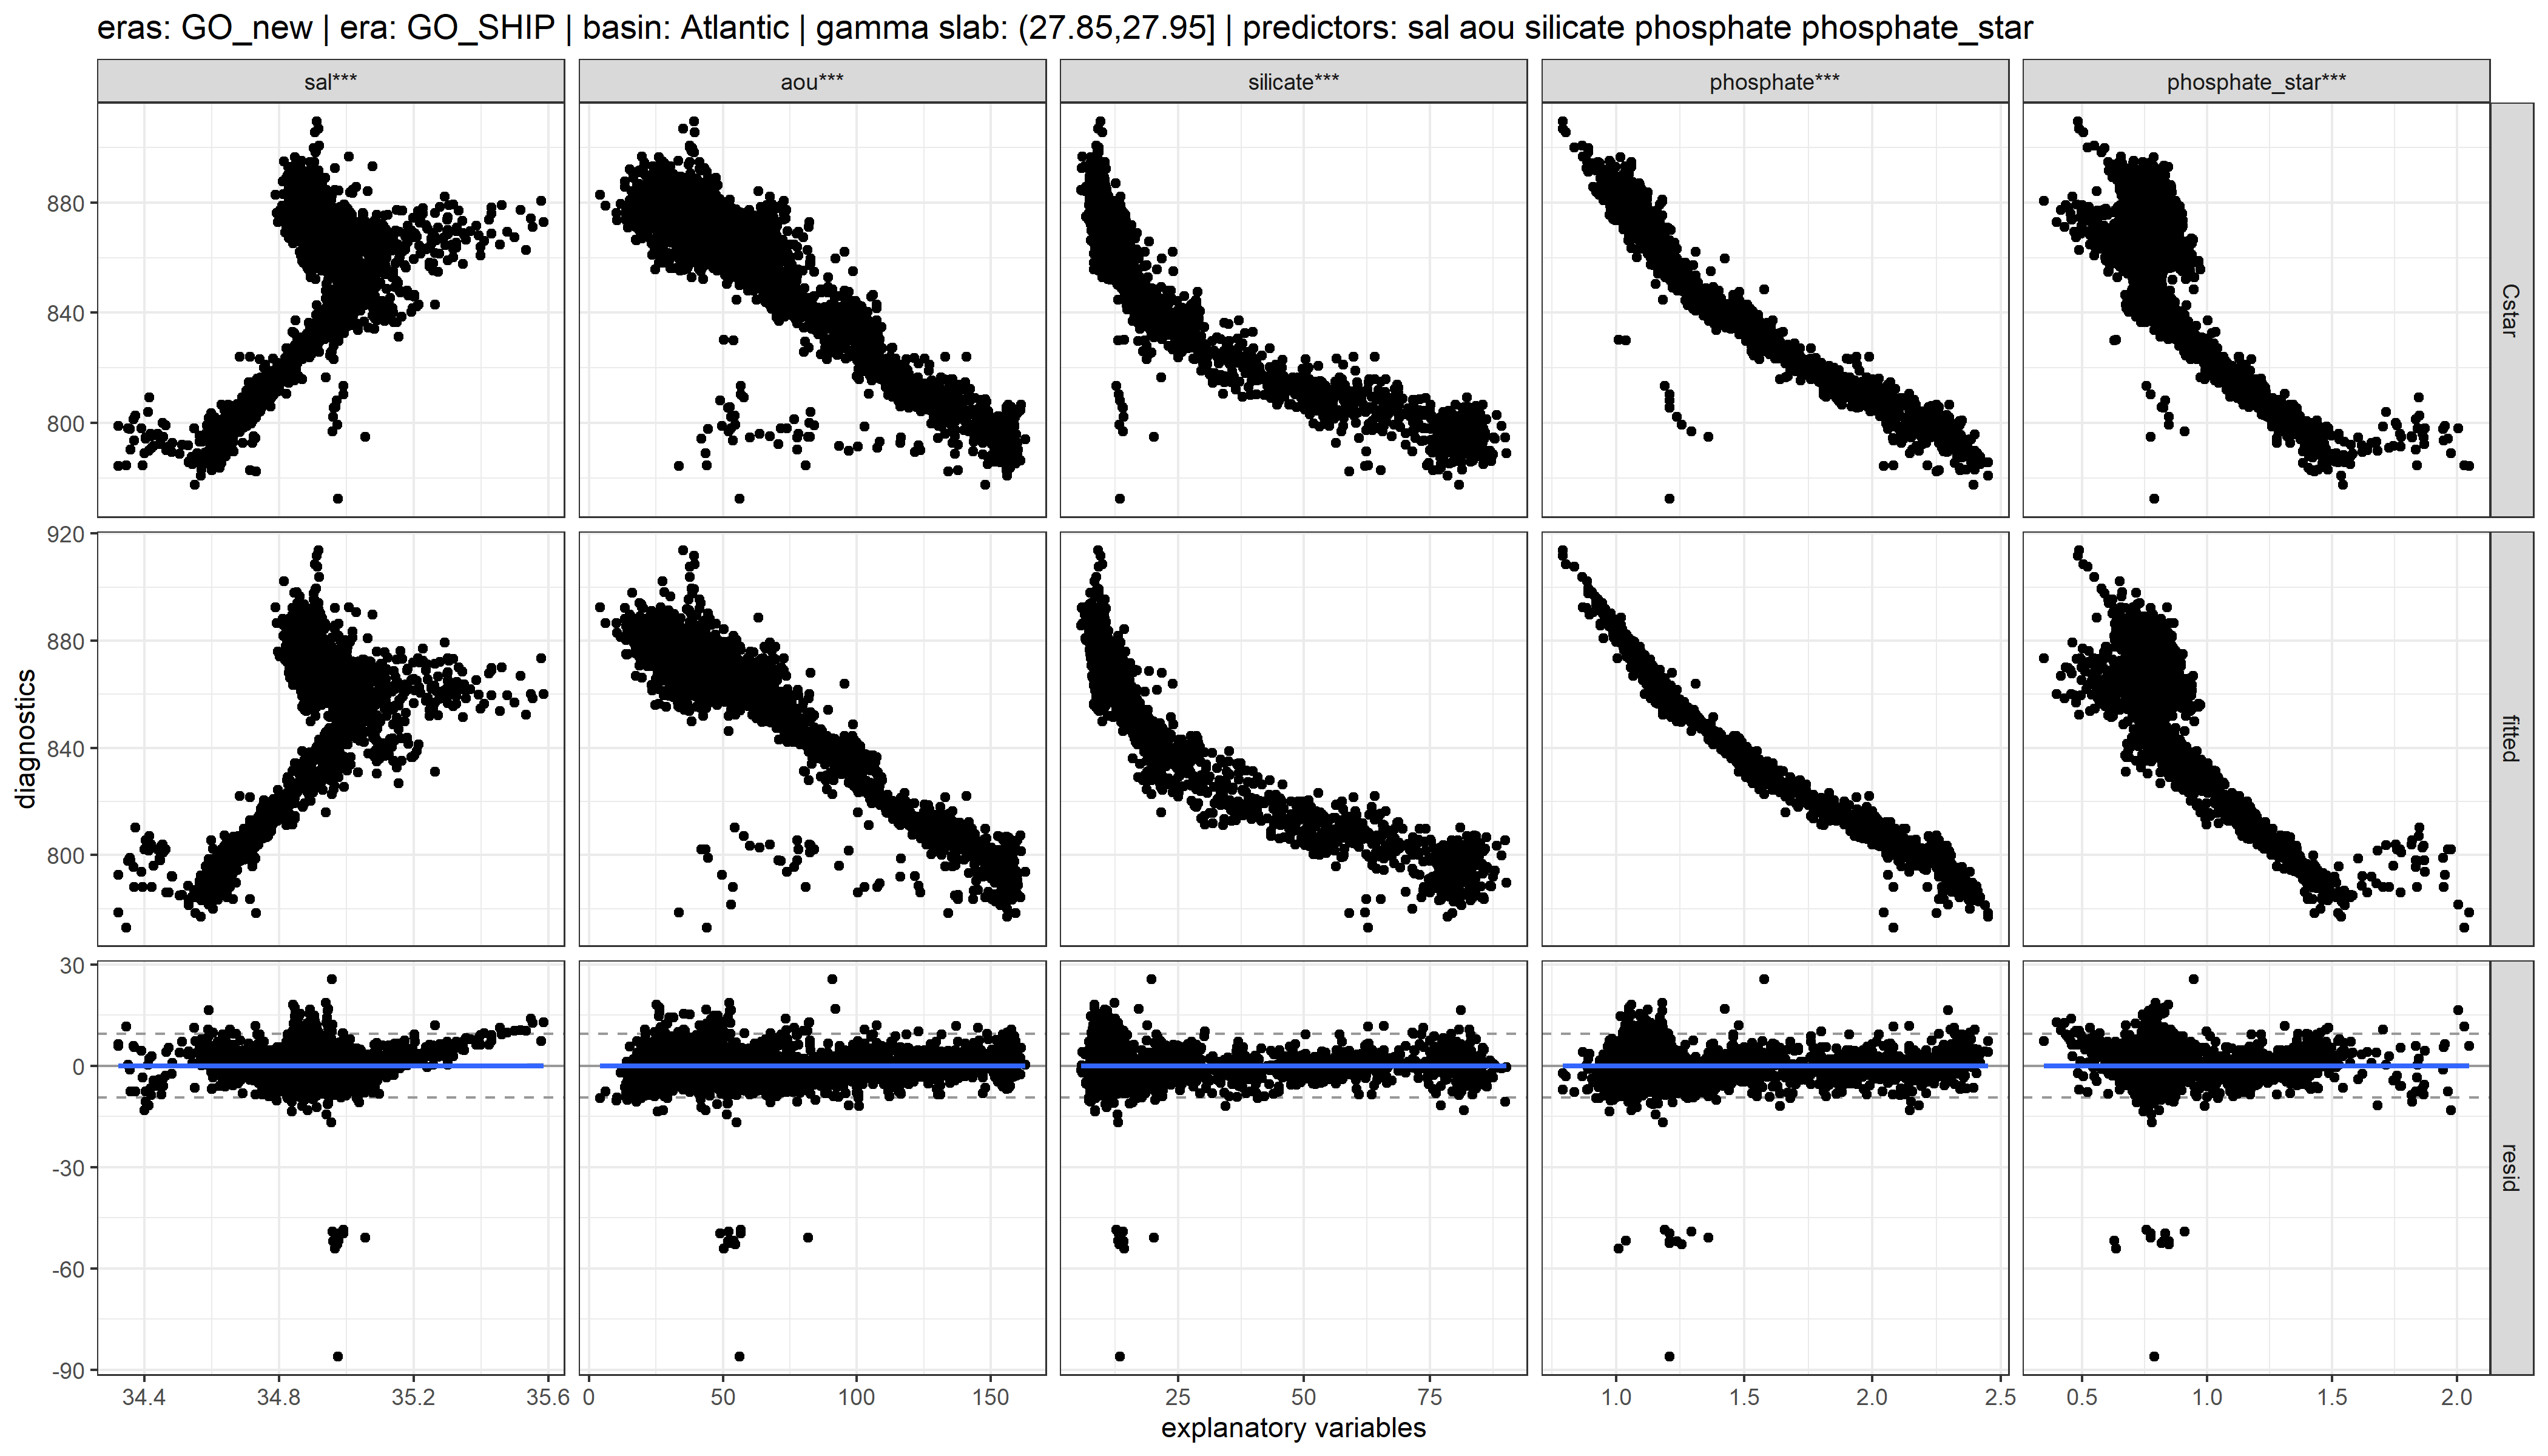 eras: GO_new | era: GO_SHIP | basin: Atlantic | gamma slab: (27.85,27.95] | predictors: sal aou silicate phosphate phosphate_star
sal*** aou*** silicate*** phosphate*** phosphate_star***
880
840
800
Cstar
920
880
840
800
fitted
diagnostics
30
0
-30
-60
-90
resid
34.4 34.8 35.2 35.6 0 50 100 150 25 50 75 1.0 1.5 2.0 2.5 0.5 1.0 1.5 2.0
explanatory variables